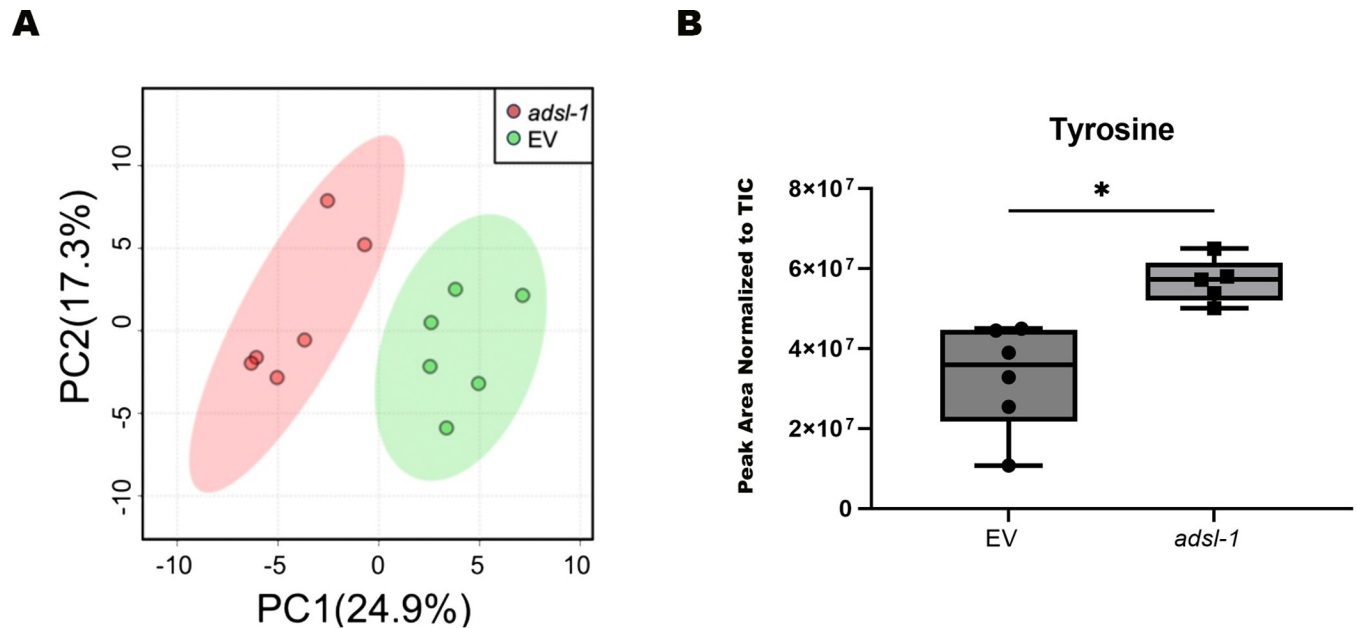 A
adsl-1
EV
10
5
0
-5
-10
PC2(17.3%)
-10
-5
0
5
10
PC1(24.9%)
B
Tyrosine
*
8×10⁷
6×10⁷
4×10⁷
2×10⁷
0
Peak Area Normalized to TIC
EV
adsl-1